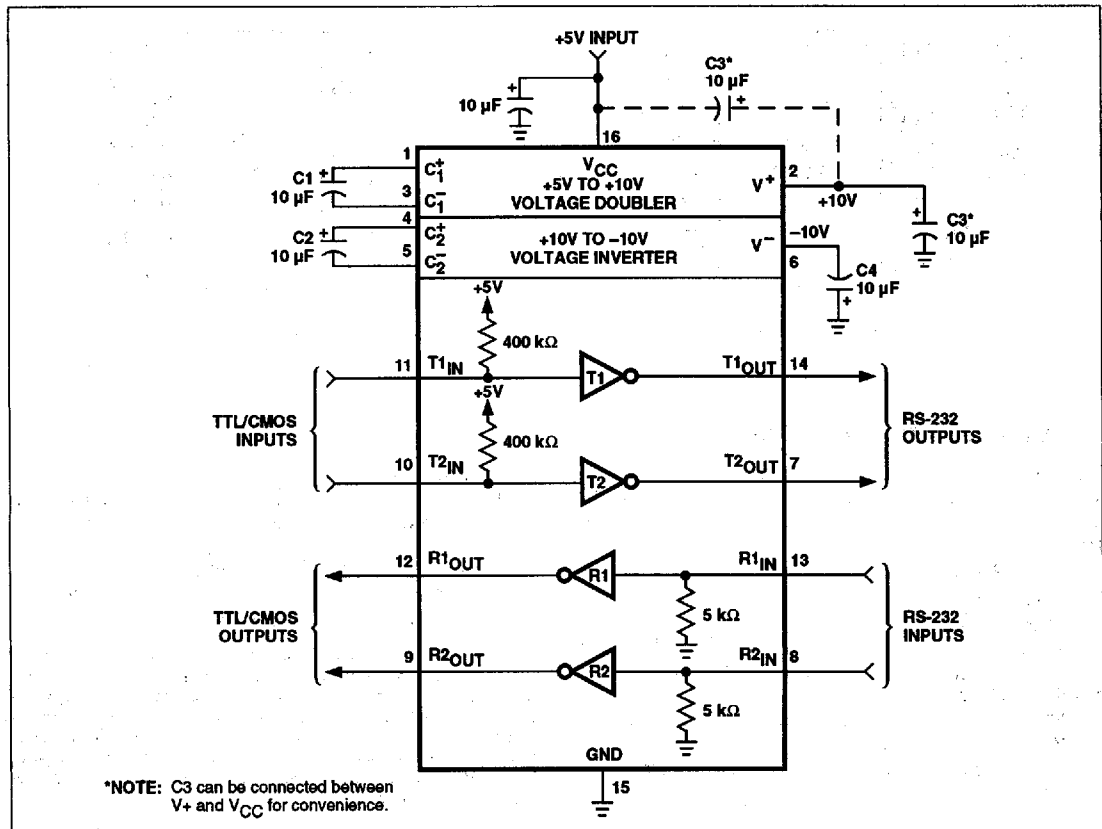 +5V INPUT
C3*
10 µF
+
10 µF
+
16
1
C1+
VCC
+5V TO +10V
VOLTAGE DOUBLER
V+
2
+10V
C1
10 µF
+
3
C1−
C3*
10 µF
+
4
C2+
C2
10 µF
+
5
C2−
+10V TO −10V
VOLTAGE INVERTER
V−
−10V
6
C4
10 µF
+
+5V
400 kΩ
11
T1IN
T1
T1OUT
14
+5V
400 kΩ
TTL/CMOS
INPUTS
RS-232
OUTPUTS
10
T2IN
T2
T2OUT
7
12
R1OUT
R1
R1IN
13
5 kΩ
TTL/CMOS
OUTPUTS
RS-232
INPUTS
9
R2OUT
R2
R2IN
8
5 kΩ
GND
15
*NOTE: C3 can be connected between
V+ and VCC for convenience.